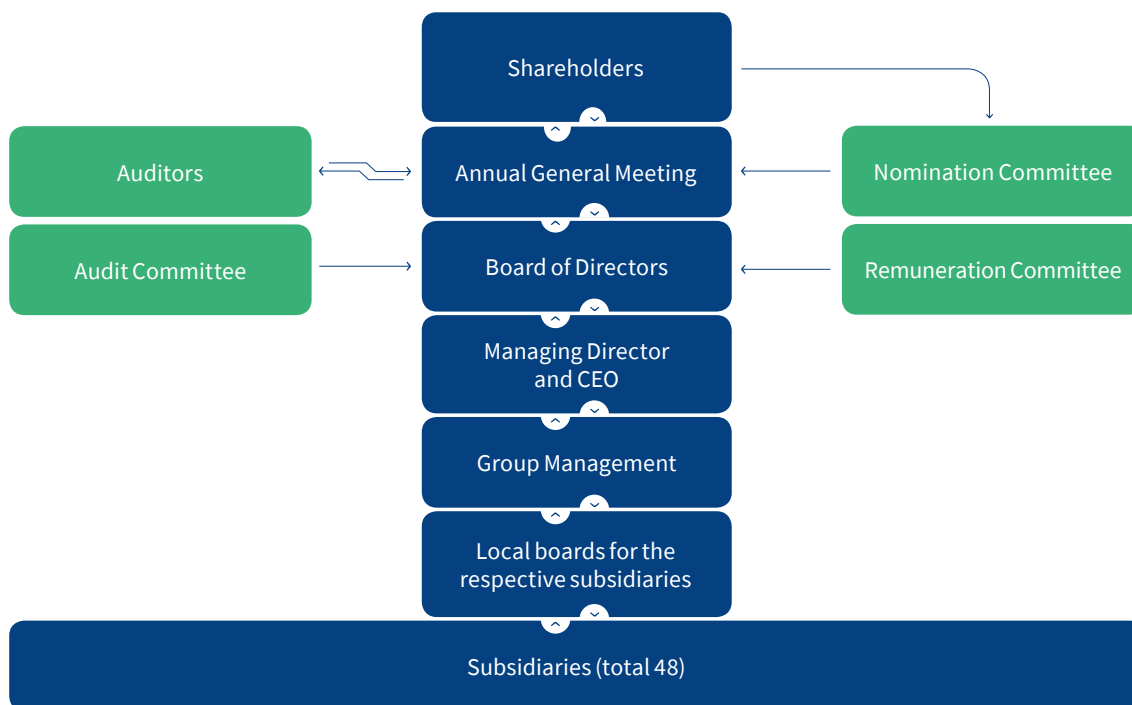 Shareholders
Auditors
Annual General Meeting
Nomination Committee
Audit Committee
Board of Directors
Remuneration Committee
Managing Director
and CEO
Group Management
Local boards for the
respective subsidiaries
Subsidiaries (total 48)